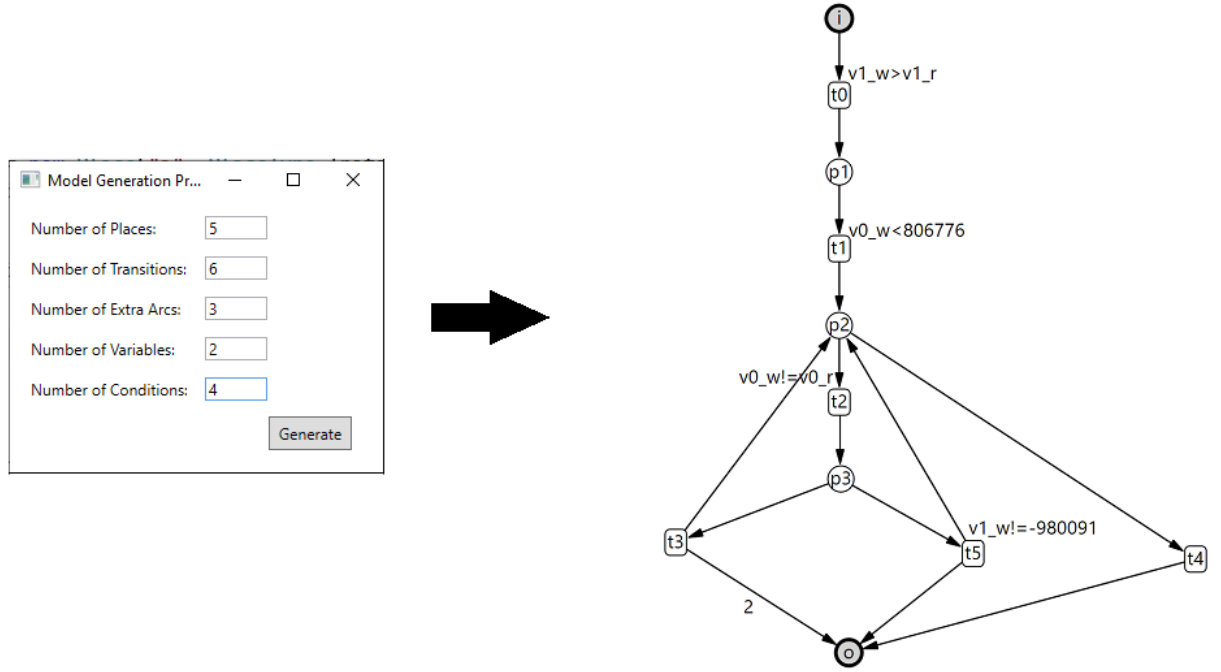 Model Generation Pr...
Number of Places: 5
Number of Transitions: 6
Number of Extra Arcs: 3
Number of Variables: 2
Number of Conditions: 4
Generate
i
v1_w>v1_r
t0
p1
v0_w<806776
t1
p2
v0_w!=v0_r
t2
p3
v1_w!=-980091
t3
t5
t4
2
o